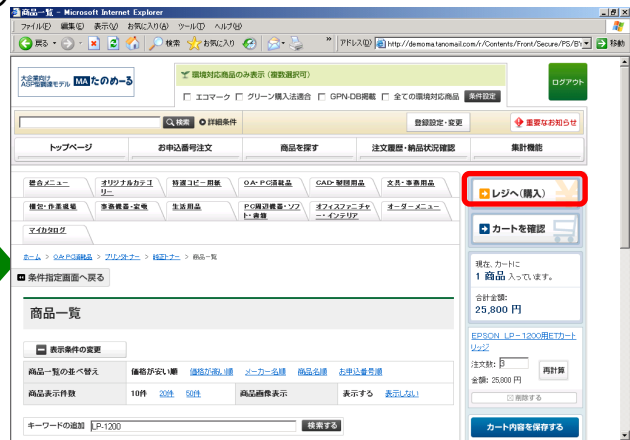 商品一覧 - Microsoft Internet Explorer
ファイル(F) 編集(E) 表示(V) お気に入り(A) ツール(T) ヘルプ(H)
戻る 検索 お気に入り アドレス(D) http://demoma.tanomail.com/r/Contents/Front/Secure/PS/BY 移動
大企業向け
ASP型購買モデル MAたのめーる
環境対応商品のみ表示(複数選択可)
エコマーク グリーン購入法適合 GPN-DB掲載 全ての環境対応商品 条件設定
ログアウト
検索 詳細条件 登録設定・変更 重要なお知らせ
トップページ お申込番号注文 商品を探す 注文履歴・納品状況確認 集計機能
総合メニュー オリジナルカテゴリー 特選コピー用紙 OA・PC消耗品 CAD・製図用品 文具・事務用品
梱包・作業現場 事務機器・家電 生活用品 PC周辺機器・ソフト・書籍 オフィスファニチャー・インテリア オーダーメニュー
マイカタログ
レジへ(購入)
カートを確認
ホーム > OA・PC消耗品 > プリンタトナー > 純正トナー > 商品一覧
条件指定画面へ戻る
現在、カートに
1 商品 入っています。
合計金額:
25,800 円
商品一覧
EPSON LP-1200用ETカートリッジ
注文数: 3 再計算
金額: 25,800 円
削除する
カート内容を保存する
表示条件の変更
商品一覧の並べ替え 価格が安い順 価格が高い順 メーカー名順 商品名順 お申込番号順
商品表示件数 10件 20件 50件 商品画像表示 表示する 表示しない
キーワードの追加 LP-1200 検索する